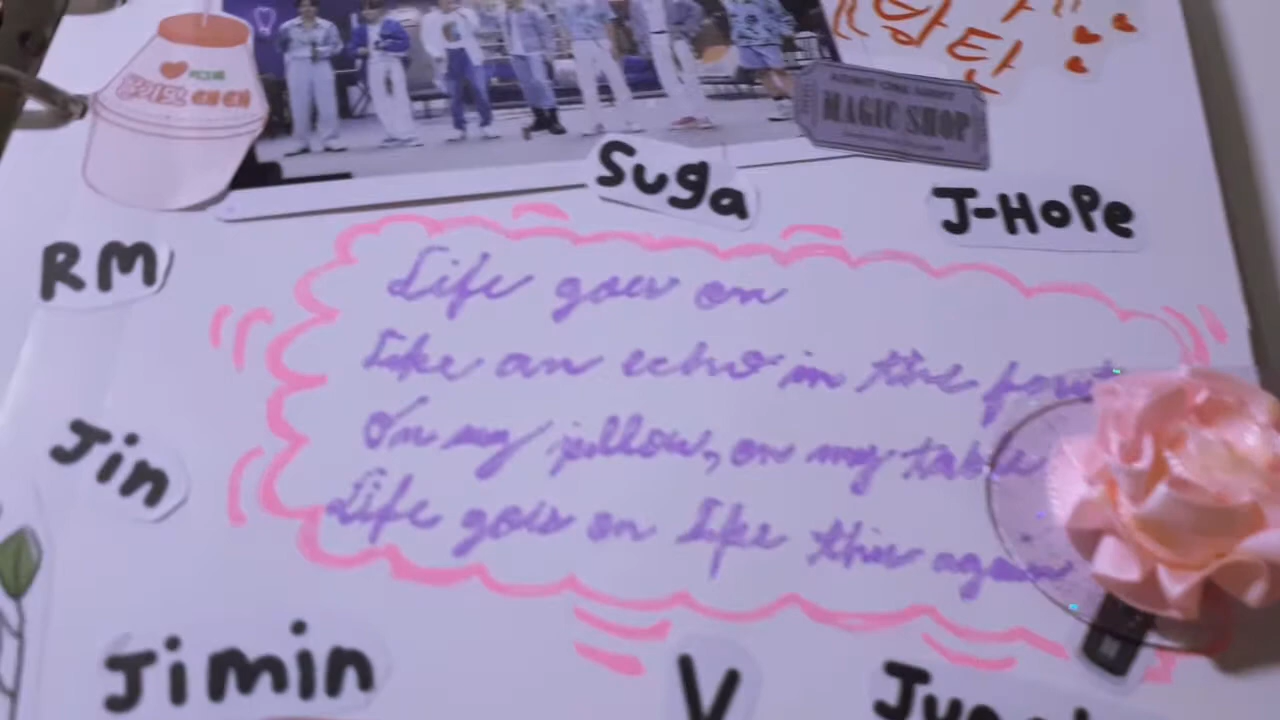 MAGIC SHOP
Suga
J-HOPe
RM
Life goes on
Like an echo in the
On my pillow, on my table
Life goes on like this again
Jin
Jimin
V